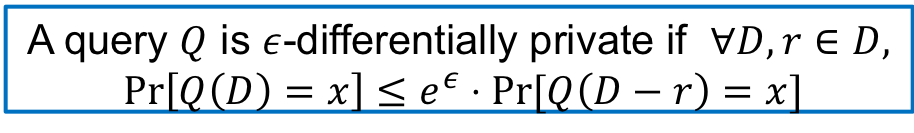 A query 𝑄 is 𝜖-differentially private if ∀𝐷, 𝑟 ∈ 𝐷,
Pr[𝑄(𝐷) = 𝑥] ≤ 𝑒^𝜖 ⋅ Pr[𝑄(𝐷 − 𝑟) = 𝑥]